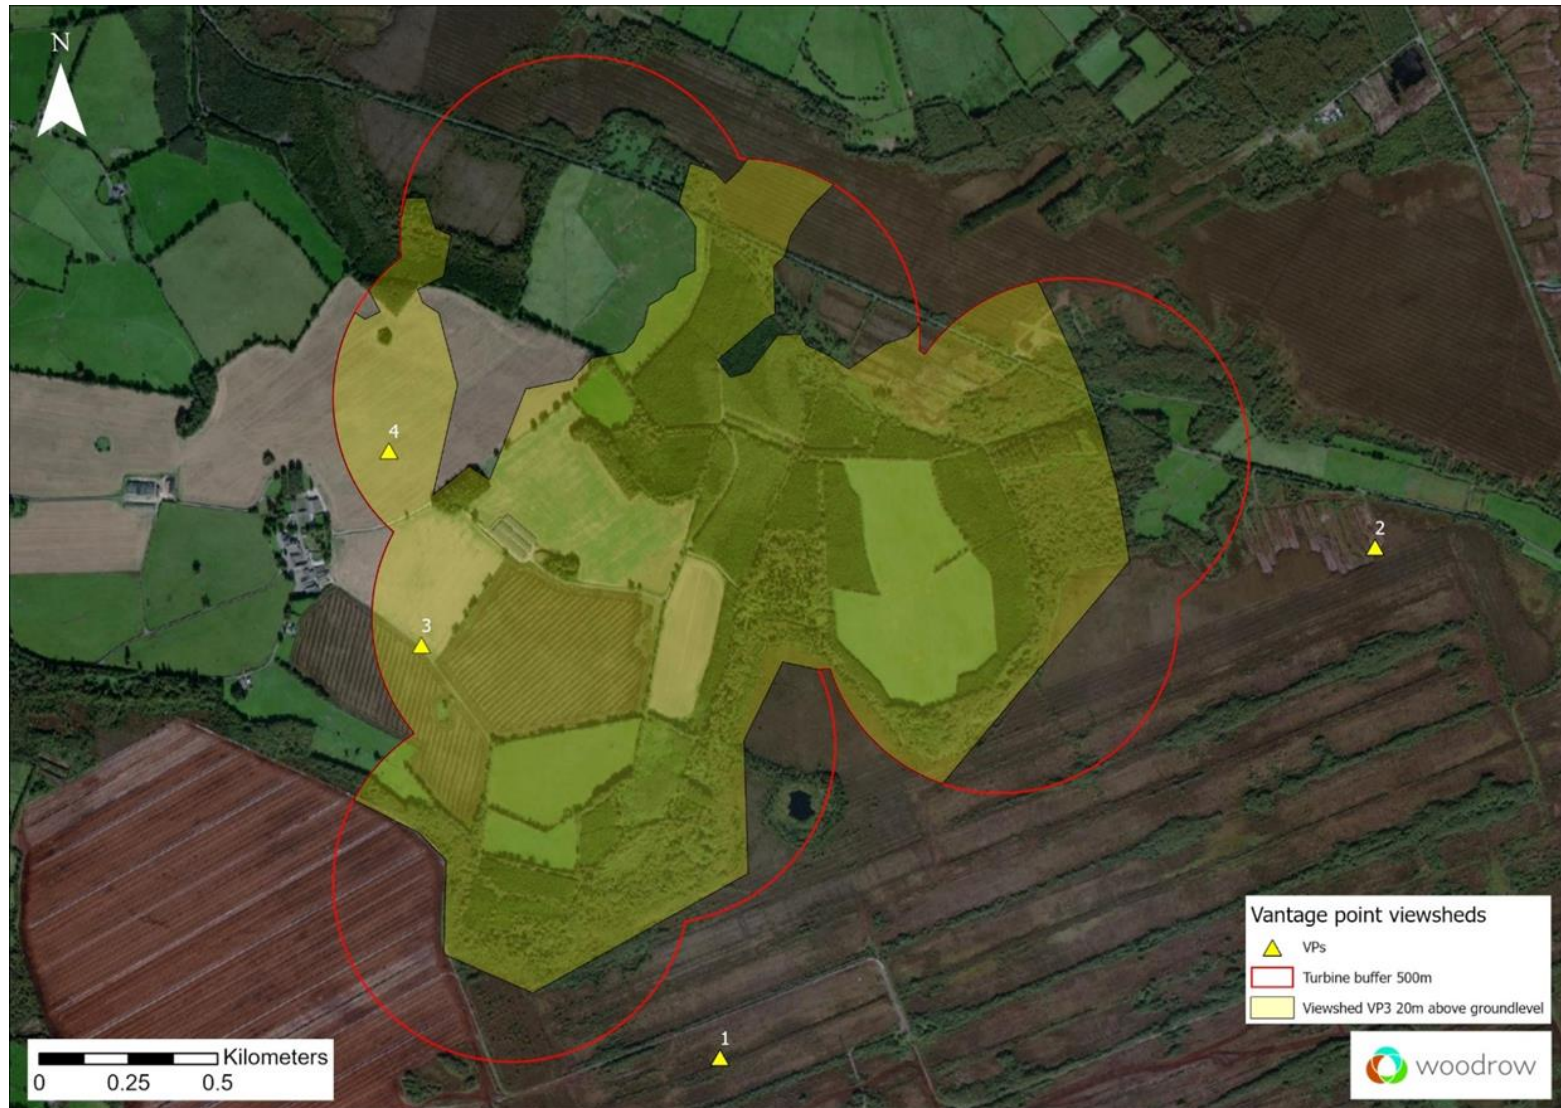 N
4
3
2
1
Vantage point viewsheds
VPs
Turbine buffer 500m
Viewshed VP3 20m above groundlevel
Kilometers
0 0.25 0.5
woodrow